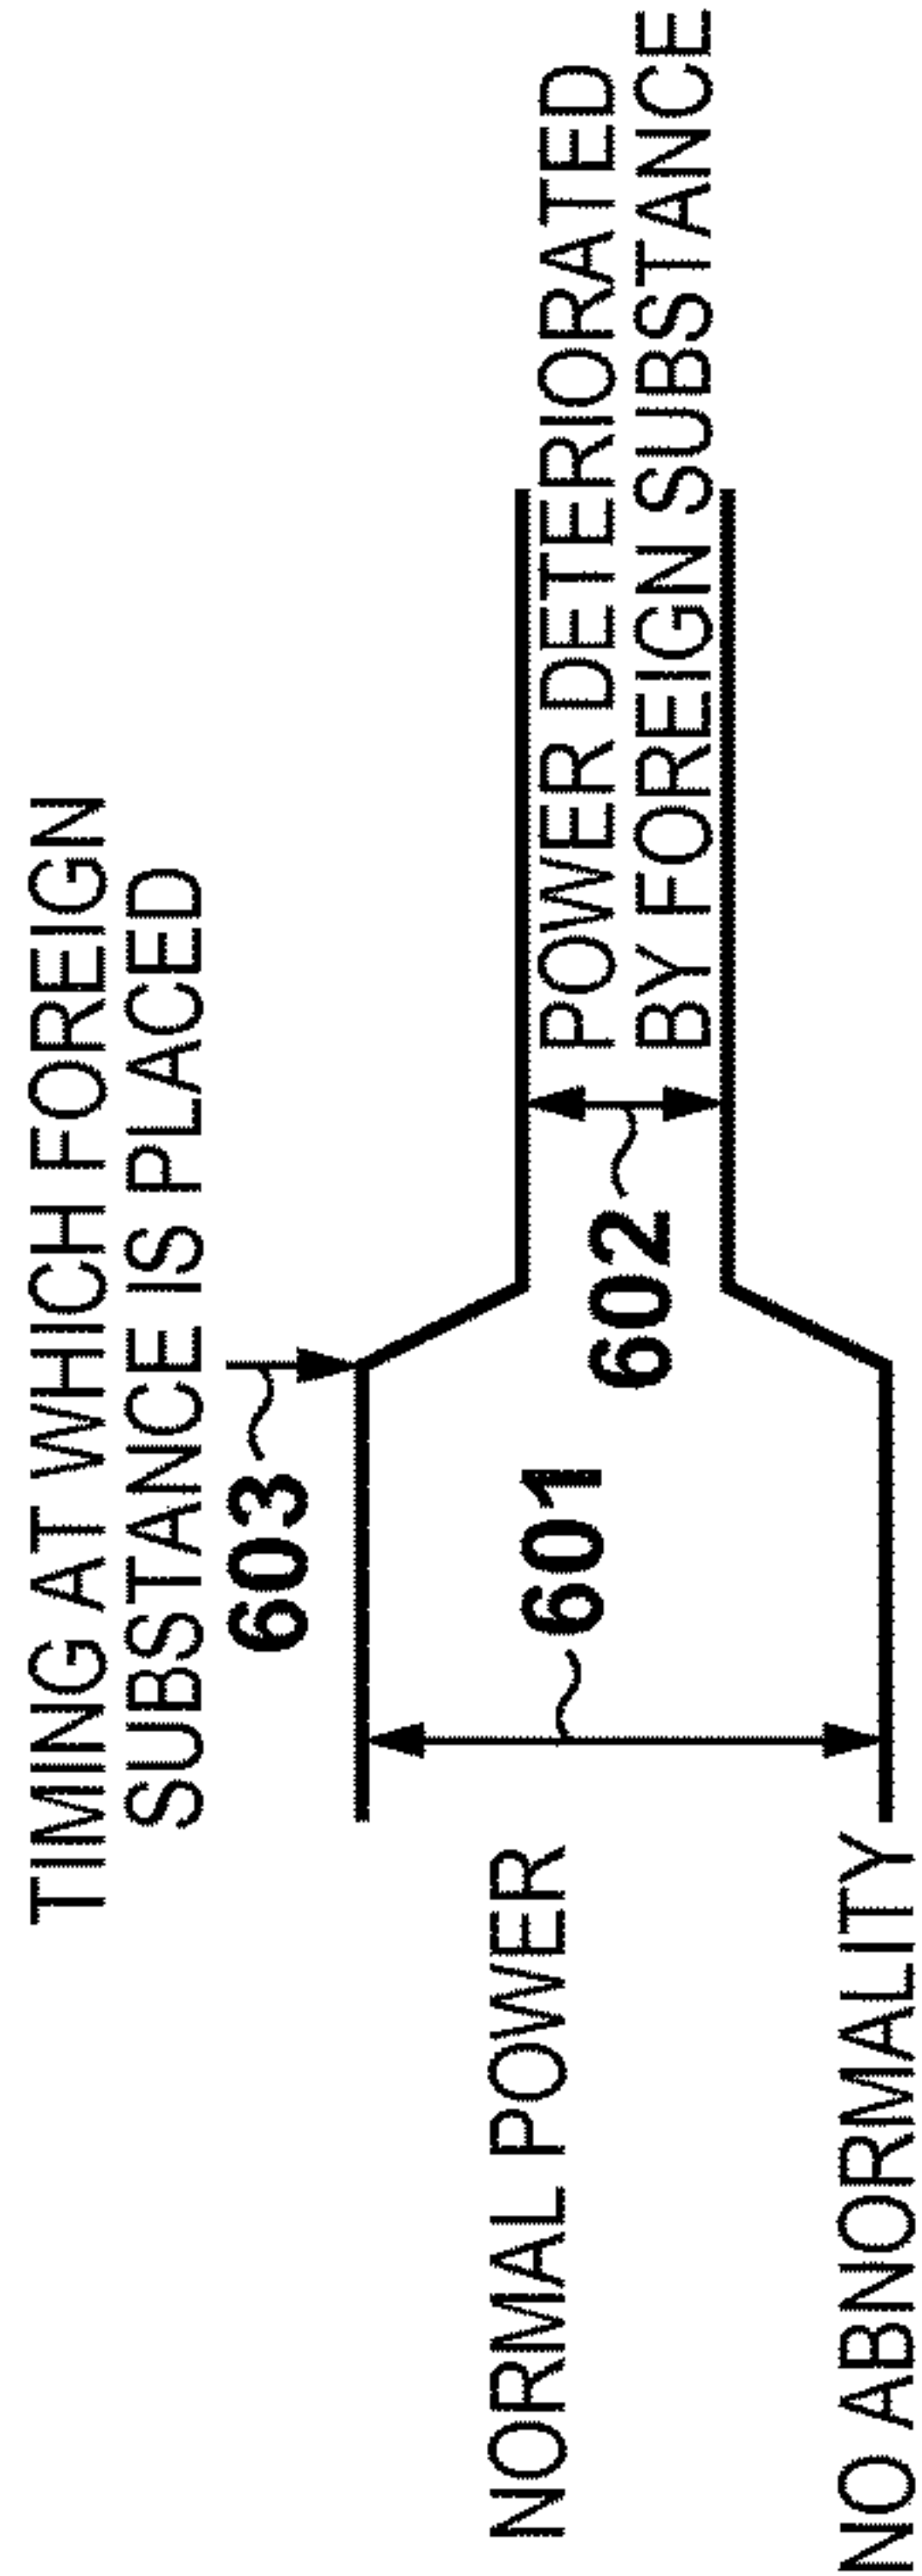 TIMING AT WHICH FOREIGN
SUBSTANCE IS PLACED
603
NORMAL POWER
601
602
POWER DETERIORATED
BY FOREIGN SUBSTANCE
NO ABNORMALITY